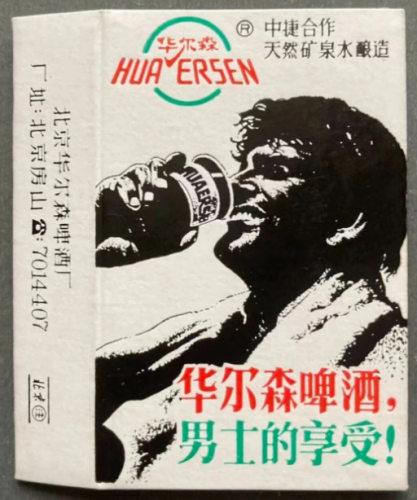 华尔森
HUAERSEN
®
中捷合作
天然矿泉水酿造
HUAERSEN
华尔森啤酒,
男士的享受!
北京华尔森啤酒厂
厂址:北京房山☎:7014407